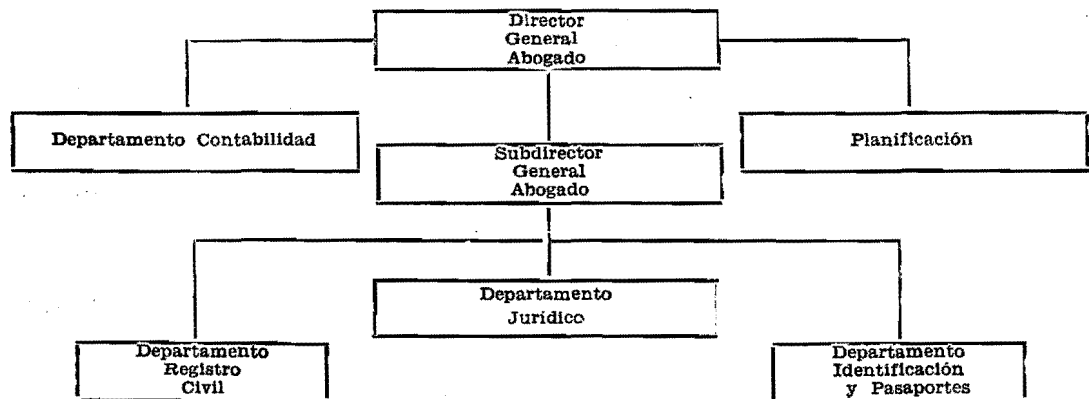 Director
General
Abogado
Departamento Contabilidad
Planificación
Subdirector
General
Abogado
Departamento
Jurídico
Departamento
Registro
Civil
Departamento
Identificación
y Pasaportes